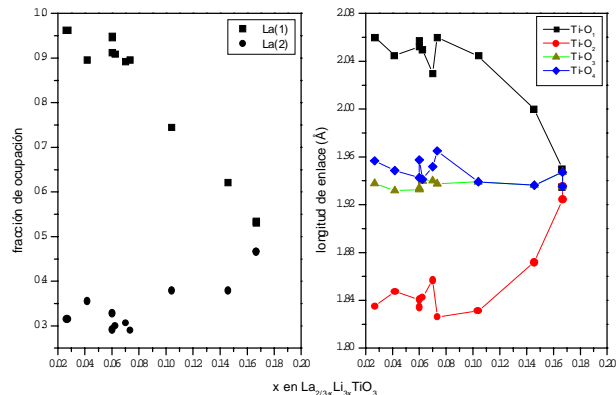 La(1)
La(2)
fracción de ocupación
1.0
0.9
0.8
0.7
0.6
0.5
0.4
0.3
0.02 0.04 0.06 0.08 0.10 0.12 0.14 0.16 0.18 0.20
Ti-O₁
Ti-O₂
Ti-O₃
Ti-O₄
longitud de enlace (Å)
2.08
2.04
2.00
1.96
1.92
1.88
1.84
1.80
0.02 0.04 0.06 0.08 0.10 0.12 0.14 0.16 0.18 0.20
x en La₂/₃₋ₓLi₃ₓTiO₃